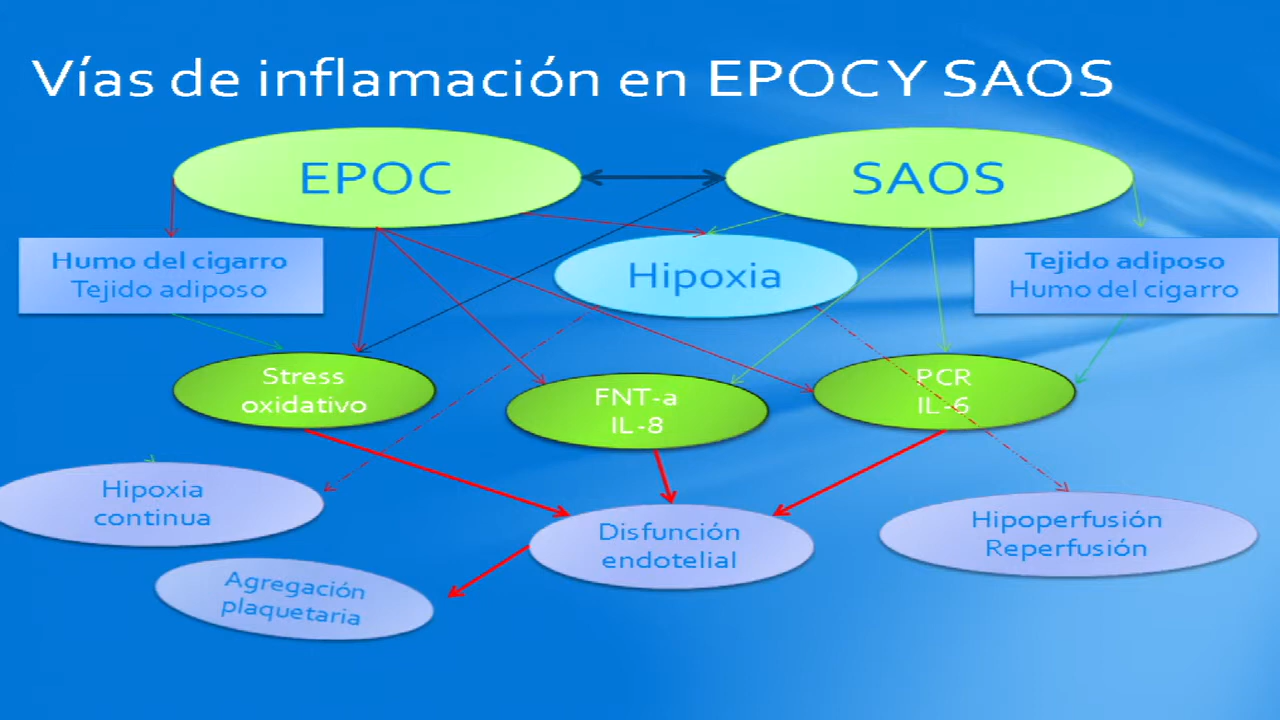 Vías de inflamación en EPOC Y SAOS
EPOC
SAOS
Humo del cigarro
Tejido adiposo
Hipoxia
Tejido adiposo
Humo del cigarro
Stress
oxidativo
FNT-a
IL-8
PCR
IL-6
Hipoxia
continua
Disfunción
endotelial
Hipoperfusión
Reperfusión
Agregación
plaquetaria